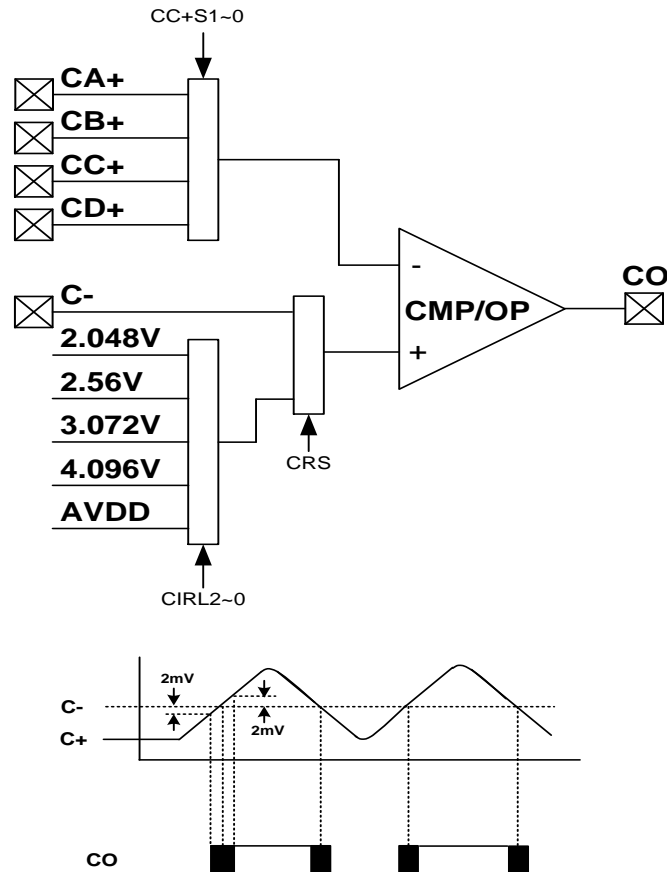 CC+S1~0
CA+
CB+
CC+
CD+
C-
2.048V
2.56V
3.072V
4.096V
AVDD
-
CMP/OP
+
CO
CRS
CIRL2~0
2mV
C-
C+
2mV
CO